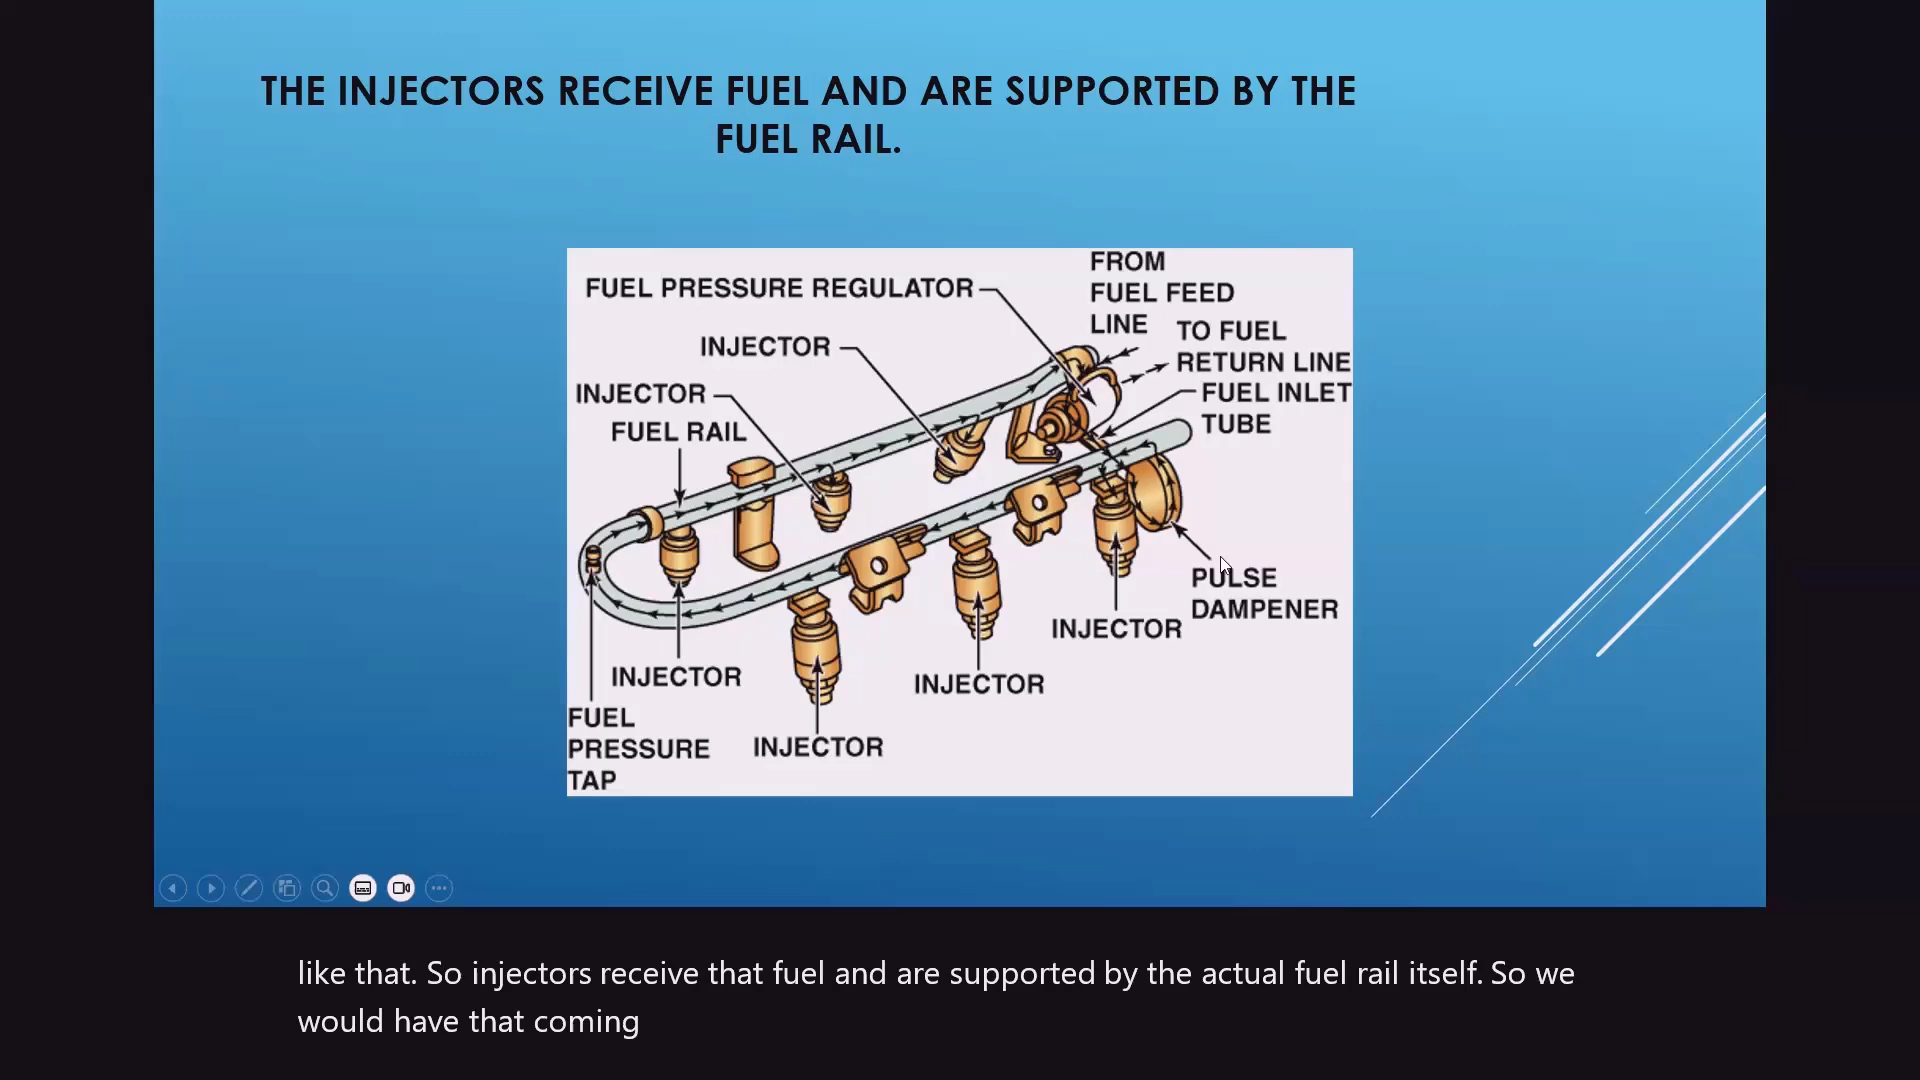 THE INJECTORS RECEIVE FUEL AND ARE SUPPORTED BY THE
FUEL RAIL.
FROM
FUEL FEED
LINE
FUEL PRESSURE REGULATOR
TO FUEL
RETURN LINE
INJECTOR
FUEL INLET
TUBE
INJECTOR
FUEL RAIL
PULSE
DAMPENER
INJECTOR
INJECTOR
INJECTOR
FUEL
PRESSURE
TAP
INJECTOR
like that. So injectors receive that fuel and are supported by the actual fuel rail itself. So we
would have that coming